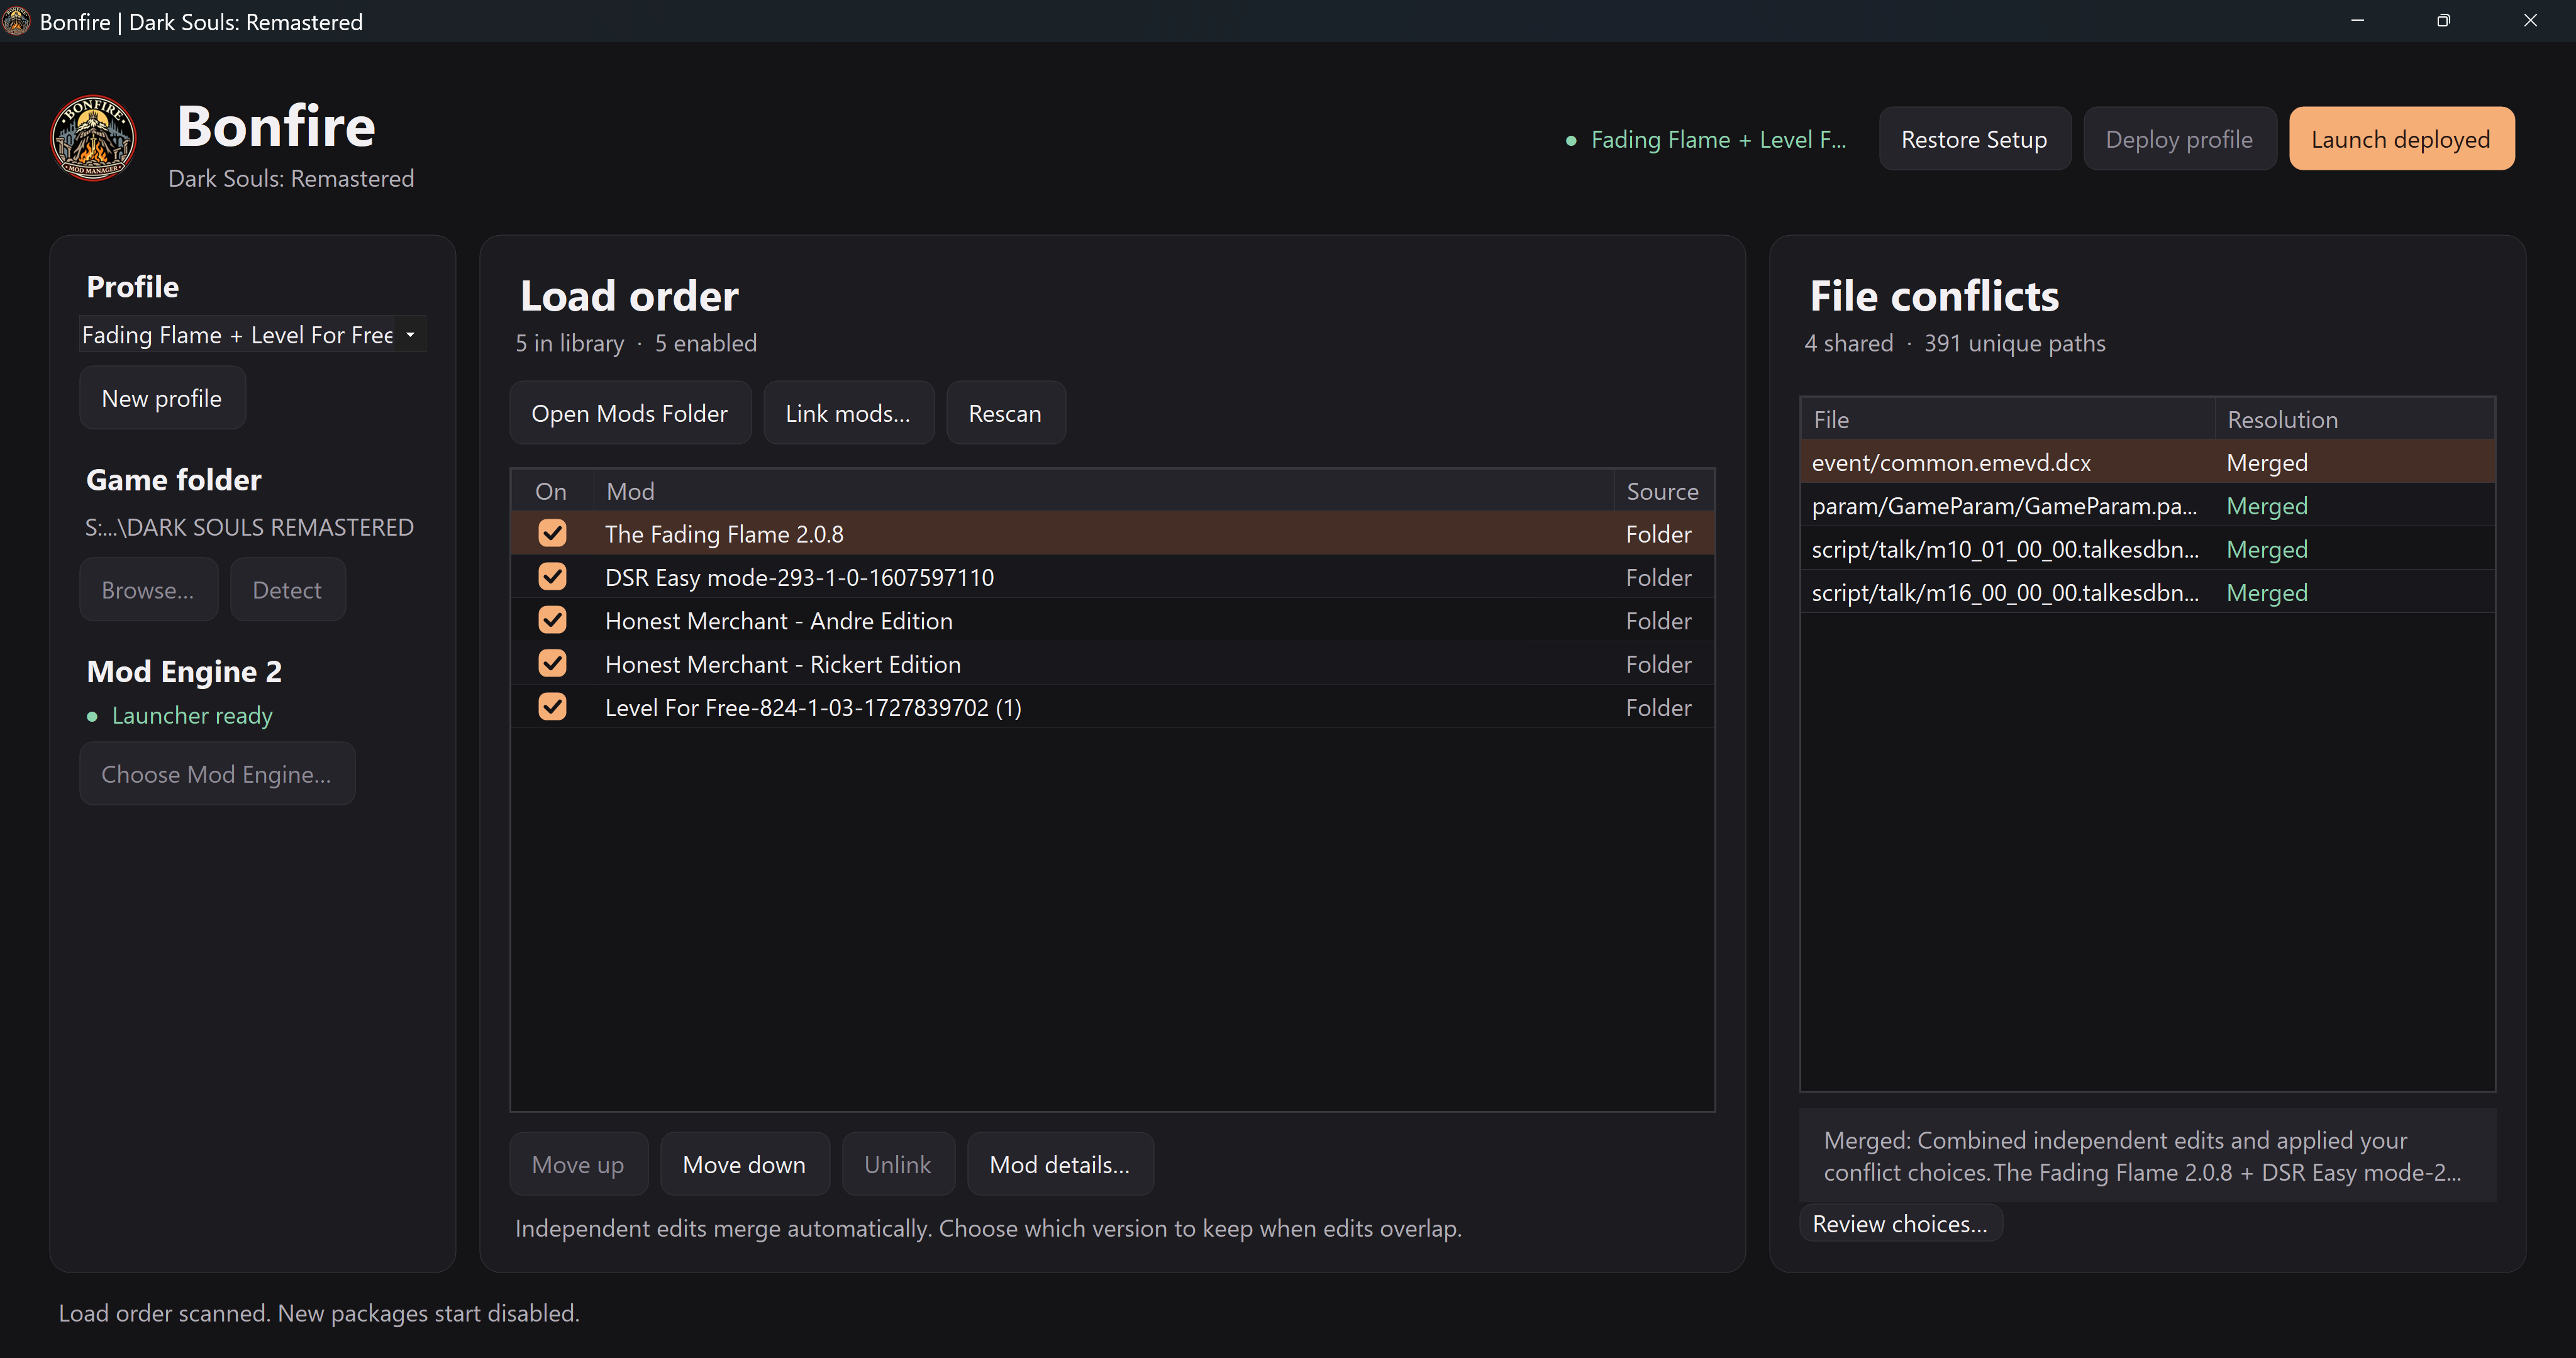 Bonfire | Dark Souls: Remastered
BONFIRE
MOD MANAGER
Bonfire
Dark Souls: Remastered
Fading Flame + Level F...
Restore Setup
Deploy profile
Launch deployed
Profile
Fading Flame + Level For Free
New profile
Game folder
S:...\DARK SOULS REMASTERED
Browse...
Detect
Mod Engine 2
Launcher ready
Choose Mod Engine...
Load order
5 in library · 5 enabled
Open Mods Folder
Link mods...
Rescan
On Mod Source
The Fading Flame 2.0.8 Folder
DSR Easy mode-293-1-0-1607597110 Folder
Honest Merchant - Andre Edition Folder
Honest Merchant - Rickert Edition Folder
Level For Free-824-1-03-1727839702 (1) Folder
Move up
Move down
Unlink
Mod details...
Independent edits merge automatically. Choose which version to keep when edits overlap.
File conflicts
4 shared · 391 unique paths
File Resolution
event/common.emevd.dcx Merged
param/GameParam/GameParam.pa... Merged
script/talk/m10_01_00_00.talkesdbn... Merged
script/talk/m16_00_00_00.talkesdbn... Merged
Merged: Combined independent edits and applied your
conflict choices.The Fading Flame 2.0.8 + DSR Easy mode-2...
Review choices...
Load order scanned. New packages start disabled.